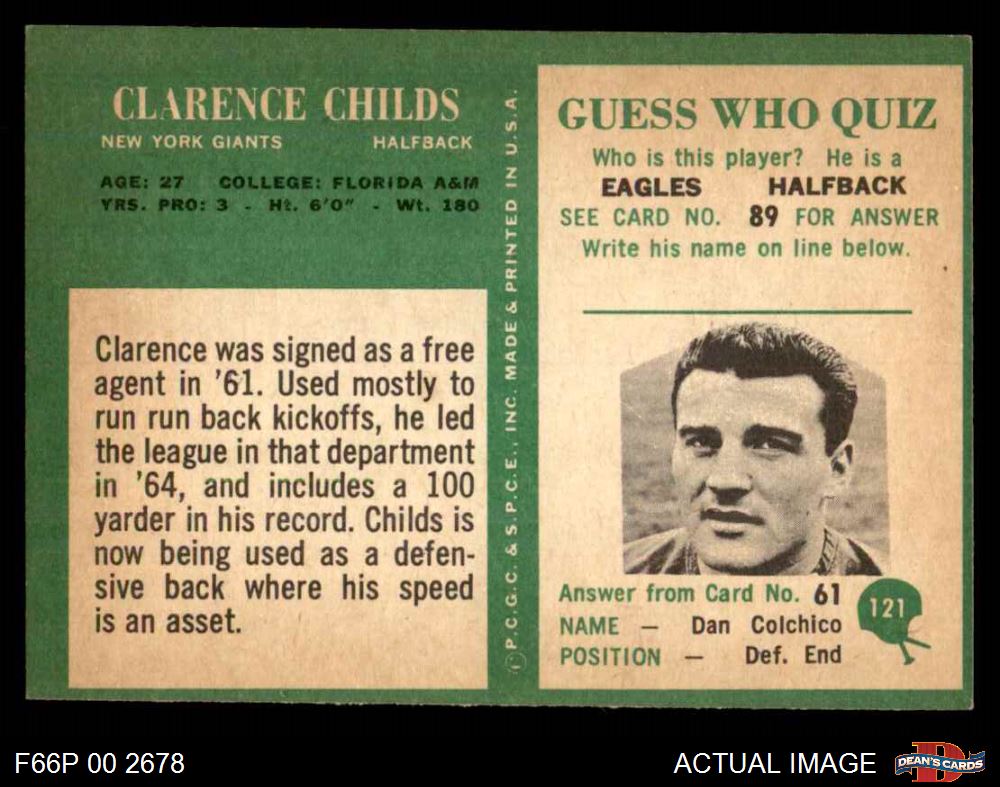 CLARENCE CHILDS
NEW YORK GIANTS HALFBACK
AGE: 27 COLLEGE: FLORIDA A&M
YRS. PRO: 3 - Ht. 6'0" - Wt. 180
Clarence was signed as a free
agent in '61. Used mostly to
run run back kickoffs, he led
the league in that department
in '64, and includes a 100
yarder in his record. Childs is
now being used as a defen-
sive back where his speed
is an asset.
©P.C.G.C. & S.P.C.E., INC. MADE & PRINTED IN U.S.A.
GUESS WHO QUIZ
Who is this player? He is a
EAGLES HALFBACK
SEE CARD NO. 89 FOR ANSWER
Write his name on line below.
Answer from Card No. 61
NAME — Dan Colchico
POSITION — Def. End
121
F66P 00 2678
ACTUAL IMAGE
D
DEAN'S CARDS